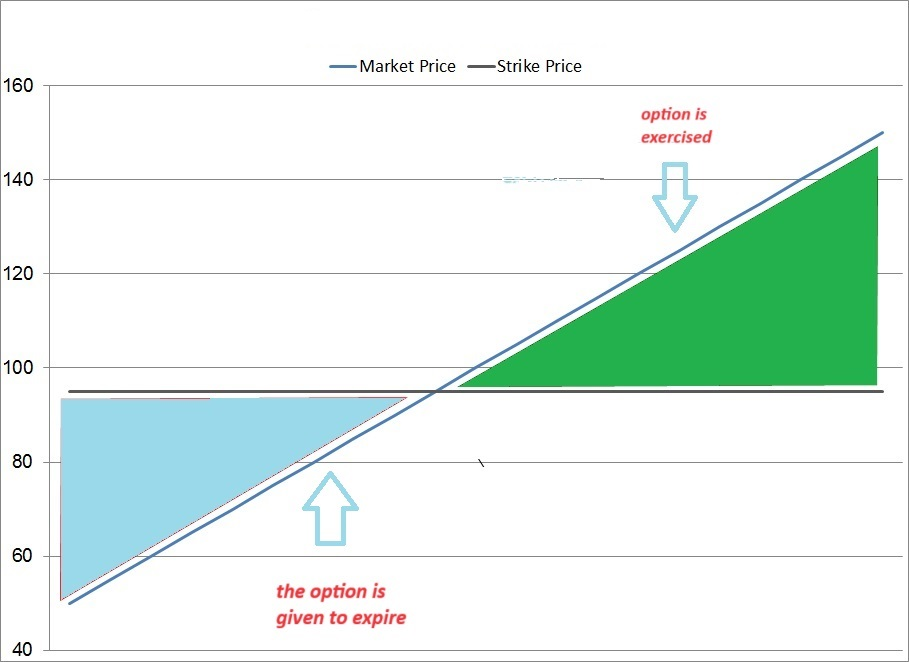 Market Price Strike Price
160
option is
exercised
140
120
100
80
60
the option is
given to expire
40